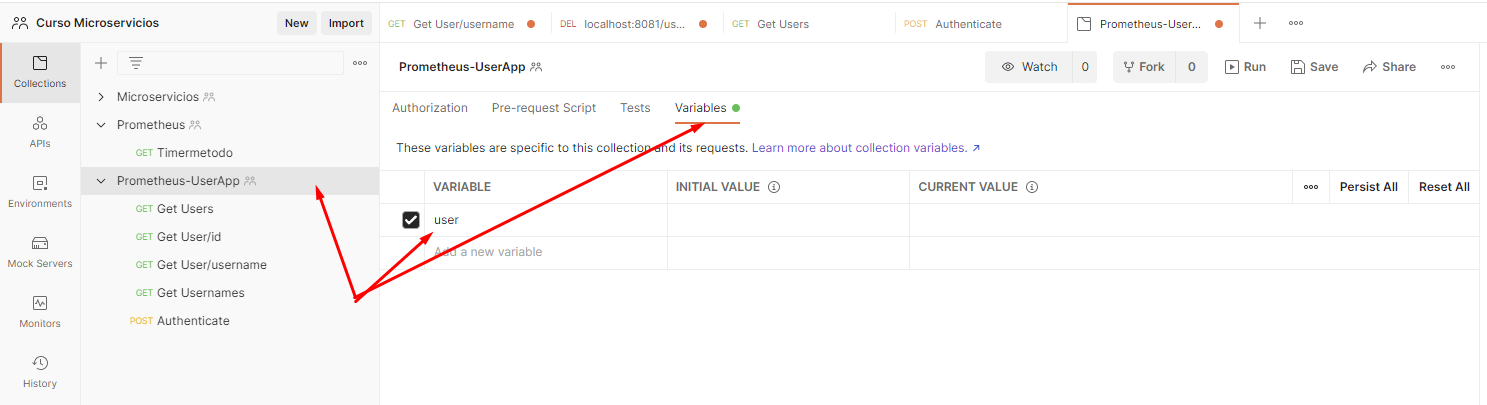 Curso Microservicios
New
Import
GET Get User/username
DEL localhost:8081/us...
GET Get Users
POST Authenticate
Prometheus-User...
Collections
APIs
Environments
Mock Servers
Monitors
History
Microservicios
Prometheus
GET Timermetodo
Prometheus-UserApp
GET Get Users
GET Get User/id
GET Get User/username
GET Get Usernames
POST Authenticate
Prometheus-UserApp
Watch 0
Fork 0
Run
Save
Share
Authorization
Pre-request Script
Tests
Variables
These variables are specific to this collection and its requests. Learn more about collection variables. ↗
VARIABLE
INITIAL VALUE
CURRENT VALUE
Persist All
Reset All
user
Add a new variable